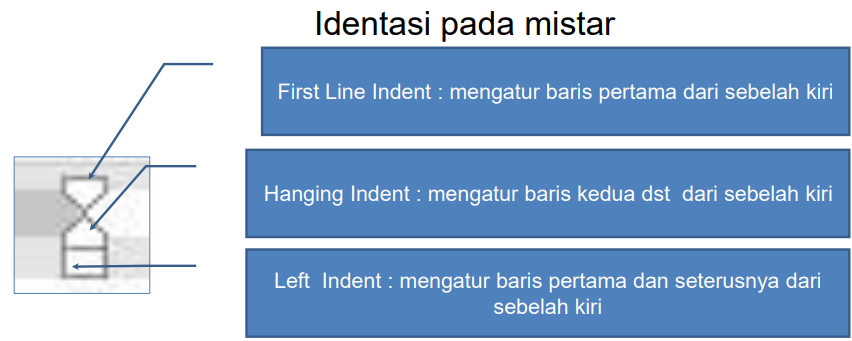 Identasi pada mistar
First Line Indent : mengatur baris pertama dari sebelah kiri
Hanging Indent : mengatur baris kedua dst  dari sebelah kiri
Left  Indent : mengatur baris pertama dan seterusnya dari
sebelah kiri